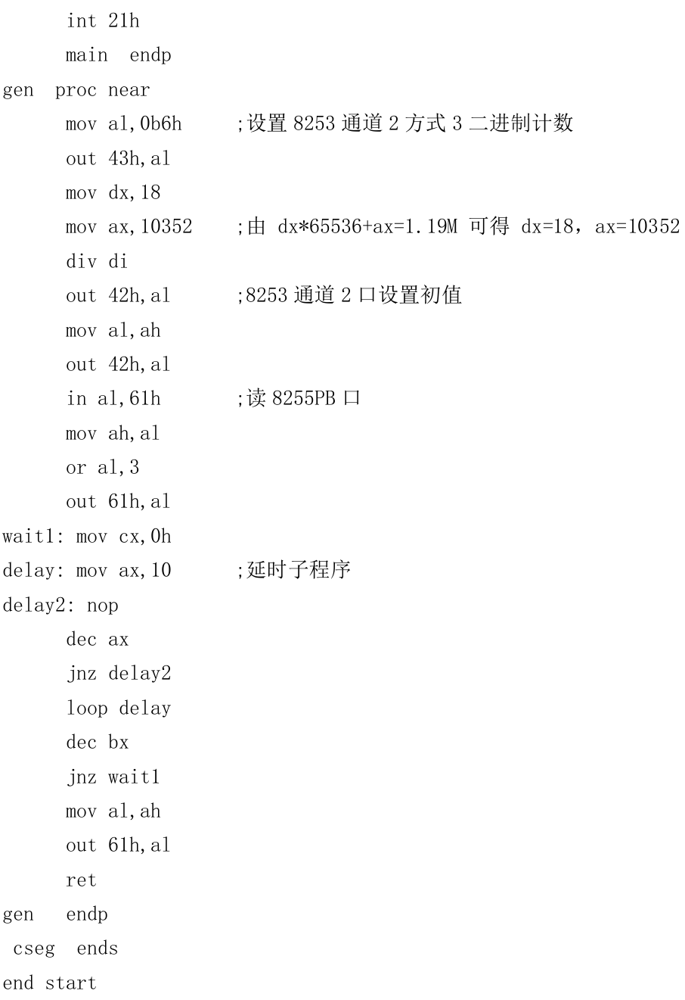 int 21h
main  endp
gen  proc near
mov al,0b6h     ;设置 8253 通道 2 方式 3 二进制计数
out 43h,al
mov dx,18
mov ax,10352    ;由 dx*65536+ax=1.19M 可得 dx=18，ax=10352
div di
out 42h,al      ;8253 通道 2 口设置初值
mov al,ah
out 42h,al
in al,61h       ;读 8255PB 口
mov ah,al
or al,3
out 61h,al
wait1: mov cx,0h
delay: mov ax,10      ;延时子程序
delay2: nop
dec ax
jnz delay2
loop delay
dec bx
jnz wait1
mov al,ah
out 61h,al
ret
gen   endp
cseg  ends
end start